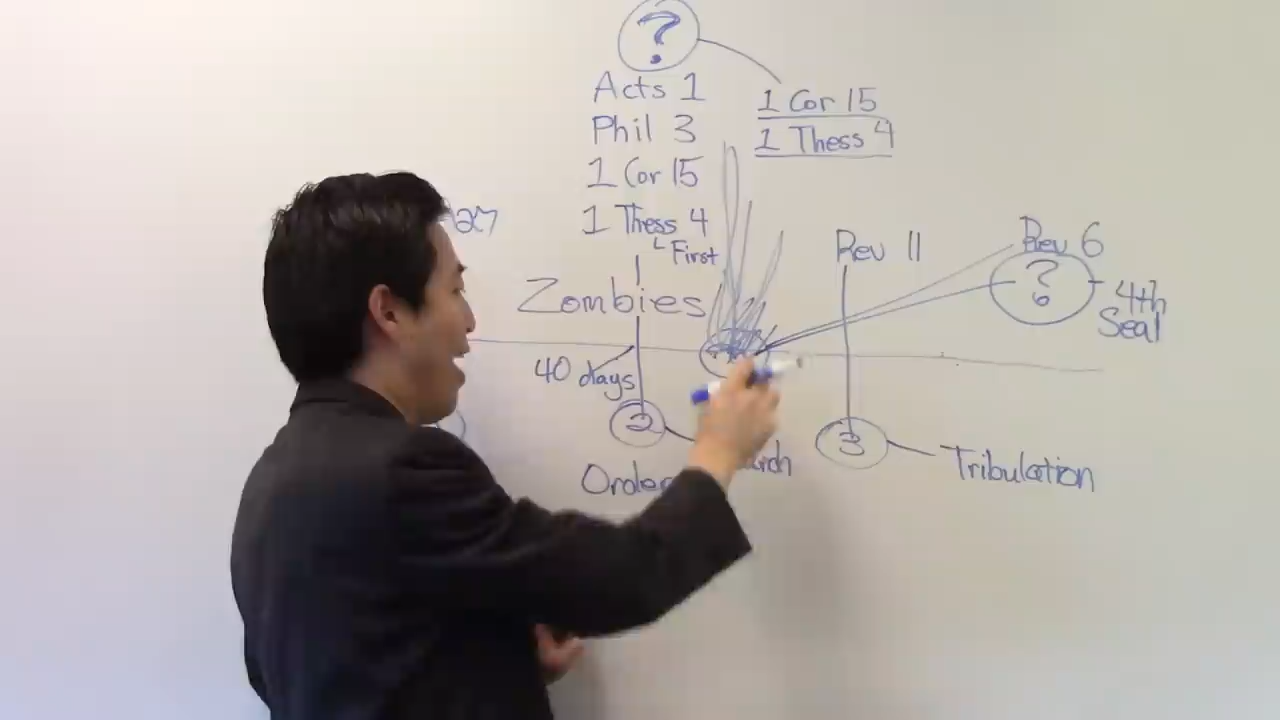 ?
Acts 1
Phil 3
1 Cor 15
1 Thess 4
First
1 Cor 15
1 Thess 4
27
Zombies
Rev 11
Rev 6
?
4th
Seal
40 days
2
3
Tribulation